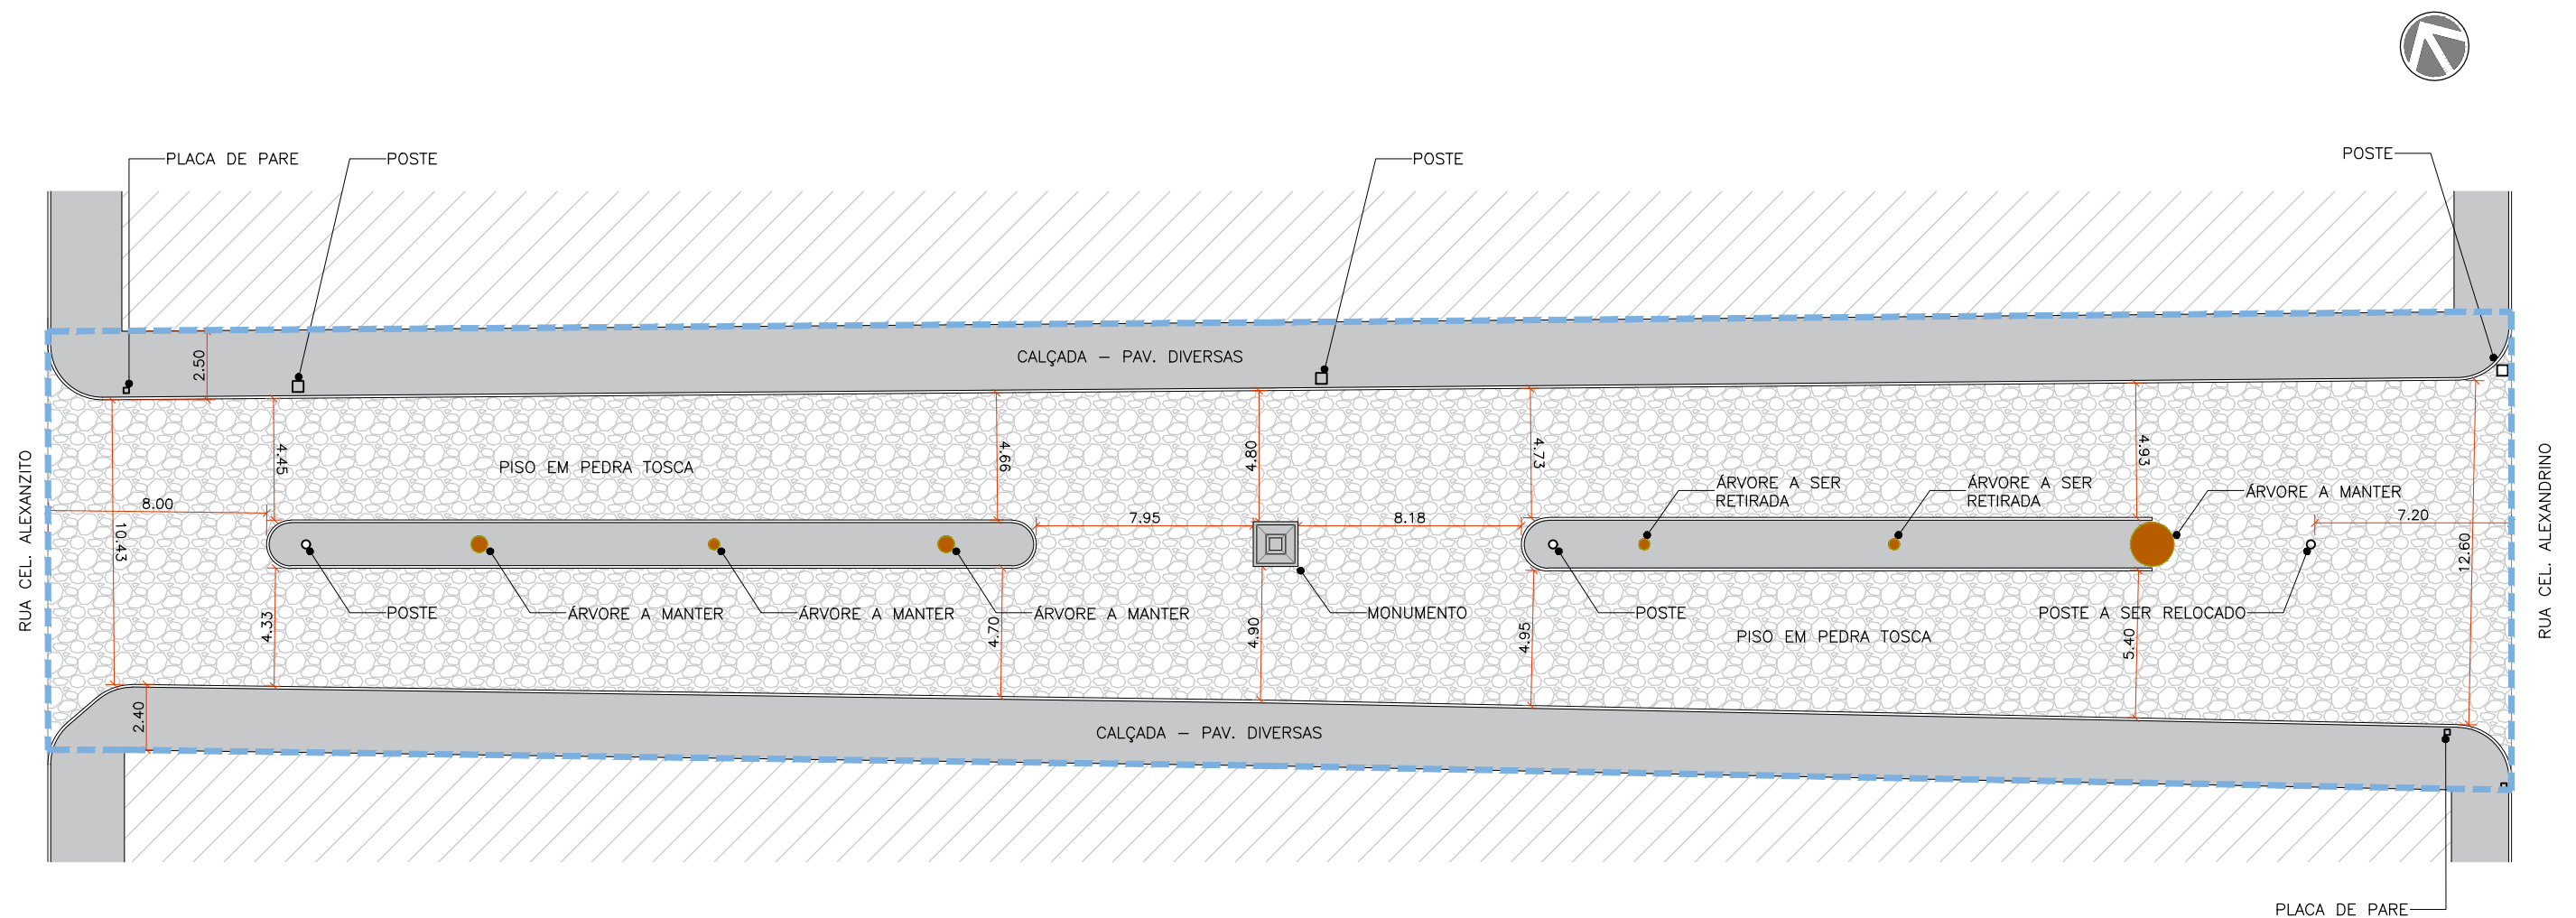 PLACA DE PARE
POSTE
POSTE
POSTE
2.50
CALÇADA – PAV. DIVERSAS
4.45
PISO EM PEDRA TOSCA
4.66
4.80
4.73
4.93
ÁRVORE A SER
RETIRADA
ÁRVORE A SER
RETIRADA
ÁRVORE A MANTER
RUA CEL. ALEXANZITO
8.00
10.43
7.95
8.18
7.20
12.60
RUA CEL. ALEXANDRINO
4.33
POSTE
ÁRVORE A MANTER
ÁRVORE A MANTER
ÁRVORE A MANTER
4.70
4.90
MONUMENTO
4.95
POSTE
PISO EM PEDRA TOSCA
POSTE A SER RELOCADO
5.40
2.40
CALÇADA – PAV. DIVERSAS
PLACA DE PARE